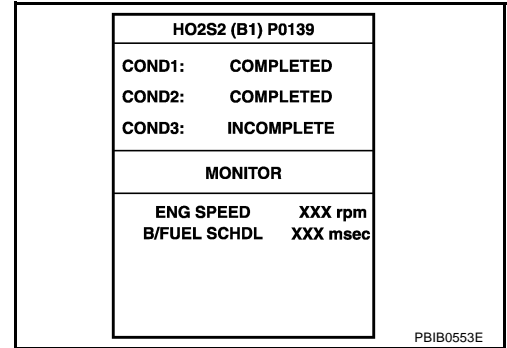 HO2S2 (B1) P0139
COND1: COMPLETED
COND2: COMPLETED
COND3: INCOMPLETE
MONITOR
ENG SPEED XXX rpm
B/FUEL SCHDL XXX msec
PBIB0553E